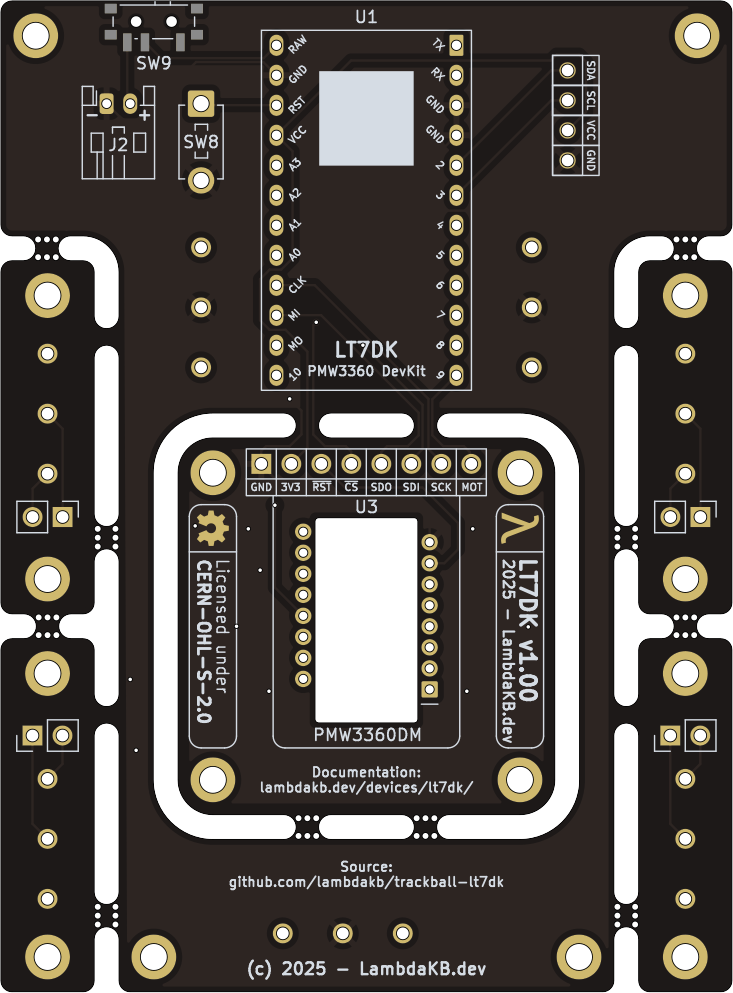 U1
SW9
RAW
GND
RST
VCC
A3
A2
A1
A0
CLK
MI
MO
10
TX
RX
GND
GND
2
3
4
5
6
7
8
9
SDA
SCL
VCC
GND
- +
J2
SW8
LT7DK
PMW3360 DevKit
GND 3V3 RST CS SDO SDI SCK MOT
U3
Licensed under
CERN-OHL-S-2.0
λ
LT7DK v1.00
2025 - LambdaKB.dev
PMW3360DM
Documentation:
lambdakb.dev/devices/lt7dk/
Source:
github.com/lambdakb/trackball-lt7dk
(c) 2025 - LambdaKB.dev